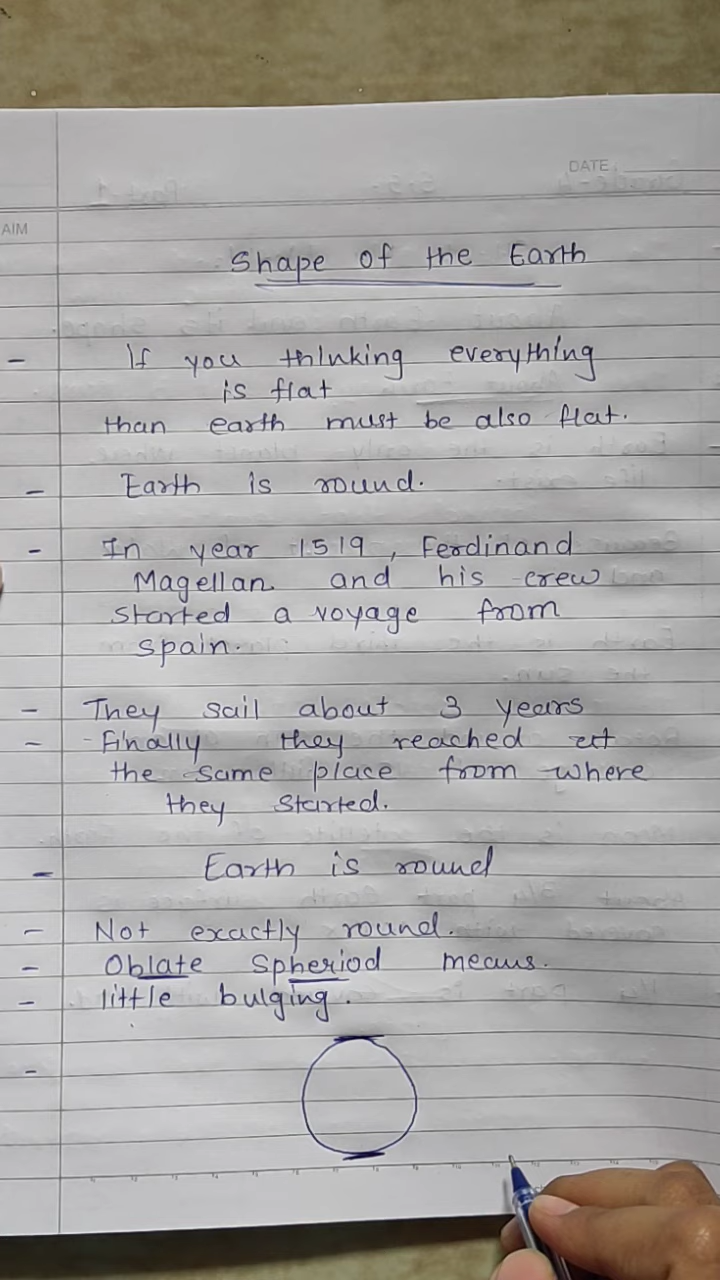 DATE
AIM
Shape of the Earth
- If you thinking everything
is flat
than earth must be also flat.
- Earth is round.
- In year 1519, Ferdinand
Magellan and his crew
started a voyage from
spain.
- They sail about 3 years
- Finally they reached at
the same place from where
they started.
- Earth is round
- Not exactly round.
- Oblate Spheriod means.
- little bulging.
-